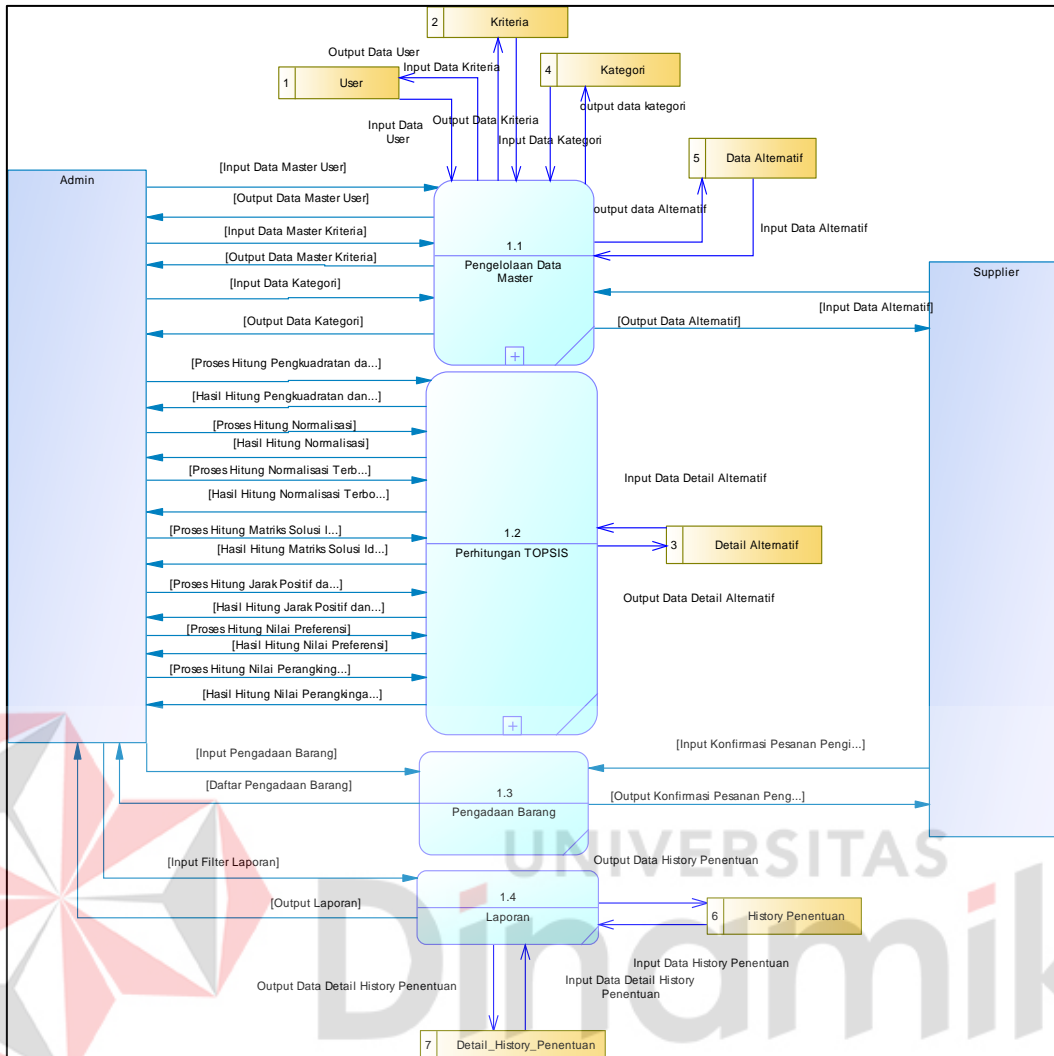 2 Kriteria
Output Data User
Input Data Kriteria
1 User
4 Kategori
output data kategori
Input Data
User
Output Data Kriteria
Input Data Kategori
5 Data Alternatif
Admin
[Input Data Master User]
[Output Data Master User]
[Input Data Master Kriteria]
[Output Data Master Kriteria]
[Input Data Kategori]
[Output Data Kategori]
1.1
Pengelolaan Data
Master
output data Alternatif
Input Data Alternatif
Supplier
[Input Data Alternatif]
[Output Data Alternatif]
[Proses Hitung Pengkuadratan da...]
[Hasil Hitung Pengkuadratan dan...]
[Proses Hitung Normalisasi]
[Hasil Hitung Normalisasi]
[Proses Hitung Normalisasi Terb...]
[Hasil Hitung Normalisasi Terbo...]
[Proses Hitung Matriks Solusi I...]
[Hasil Hitung Matriks Solusi Id...]
[Proses Hitung Jarak Positif da...]
[Hasil Hitung Jarak Positif dan...]
[Proses Hitung Nilai Preferensi]
[Hasil Hitung Nilai Preferensi]
[Proses Hitung Nilai Perangking...]
[Hasil Hitung Nilai Perangkinga...]
1.2
Perhitungan TOPSIS
Input Data Detail Alternatif
3 Detail Alternatif
Output Data Detail Alternatif
[Input Pengadaan Barang]
[Daftar Pengadaan Barang]
1.3
Pengadaan Barang
[Input Konfirmasi Pesanan Pengi...]
[Output Konfirmasi Pesanan Peng...]
UNIVERSITAS
Dinamik
[Input Filter Laporan]
[Output Laporan]
1.4
Laporan
Output Data History Penentuan
6 History Penentuan
Input Data History Penentuan
Output Data Detail History Penentuan
Input Data Detail History
Penentuan
7 Detail_History_Penentuan